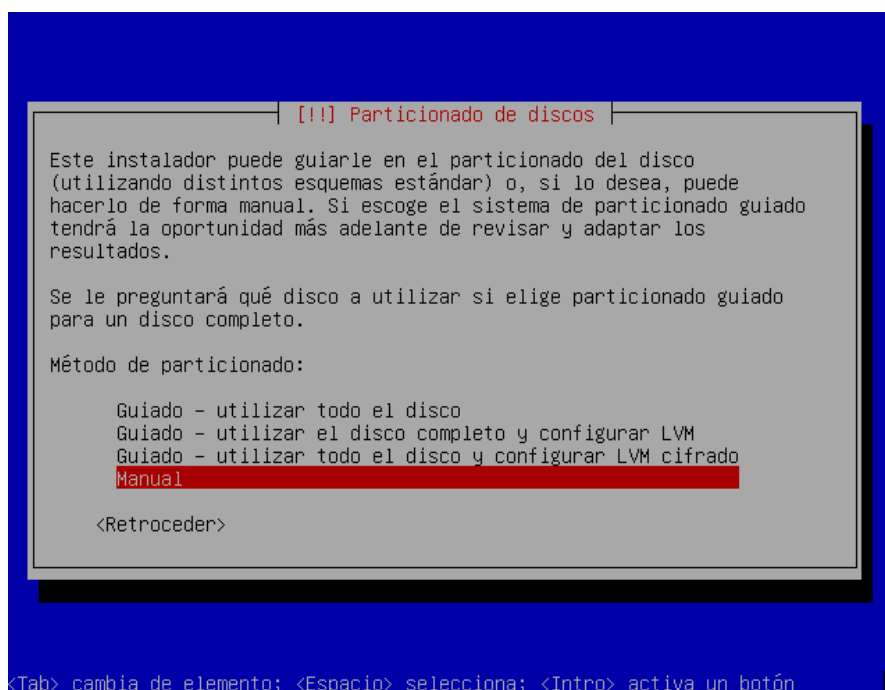 [!!] Particionado de discos
Este instalador puede guiarle en el particionado del disco
(utilizando distintos esquemas estándar) o, si lo desea, puede
hacerlo de forma manual. Si escoge el sistema de particionado guiado
tendrá la oportunidad más adelante de revisar y adaptar los
resultados.
Se le preguntará qué disco a utilizar si elige particionado guiado
para un disco completo.
Método de particionado:
Guiado – utilizar todo el disco
Guiado – utilizar el disco completo y configurar LVM
Guiado – utilizar todo el disco y configurar LVM cifrado
Manual
<Retroceder>
<Tab> cambia de elemento; <Espacio> selecciona; <Intro> activa un botón